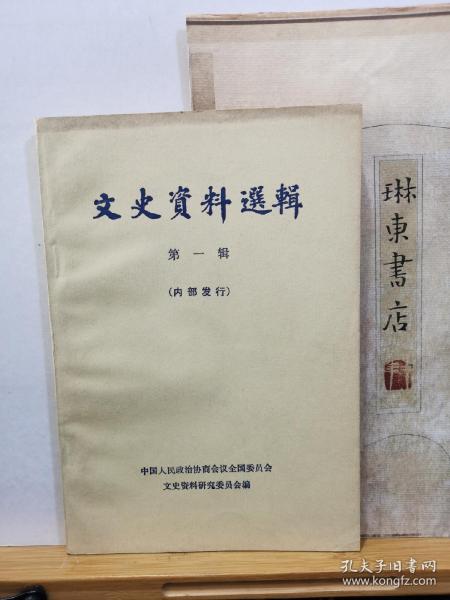 文史資料選輯
第一辑
(内部发行)
中国人民政治协商会议全国委员会
文史资料研究委员会编
琳東書店
孔夫子旧书网
www.kongfz.com